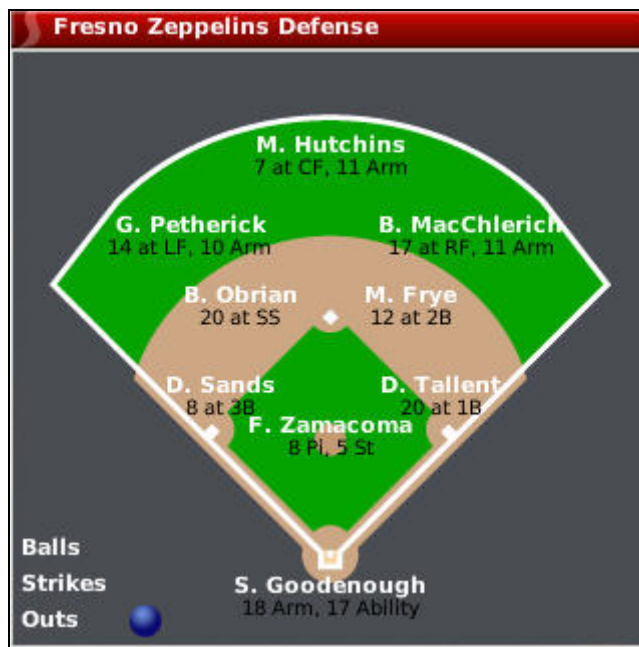 Fresno Zeppelins Defense
M. Hutchins
7 at CF, 11 Arm
G. Petherick
14 at LF, 10 Arm
B. MacChlerich
17 at RF, 11 Arm
B. Obrian
20 at SS
M. Frye
12 at 2B
D. Sands
8 at 3B
D. Tallent
20 at 1B
F. Zamacoma
8 Pi, 5 St
Balls
Strikes
S. Goodenough
18 Arm, 17 Ability
Outs